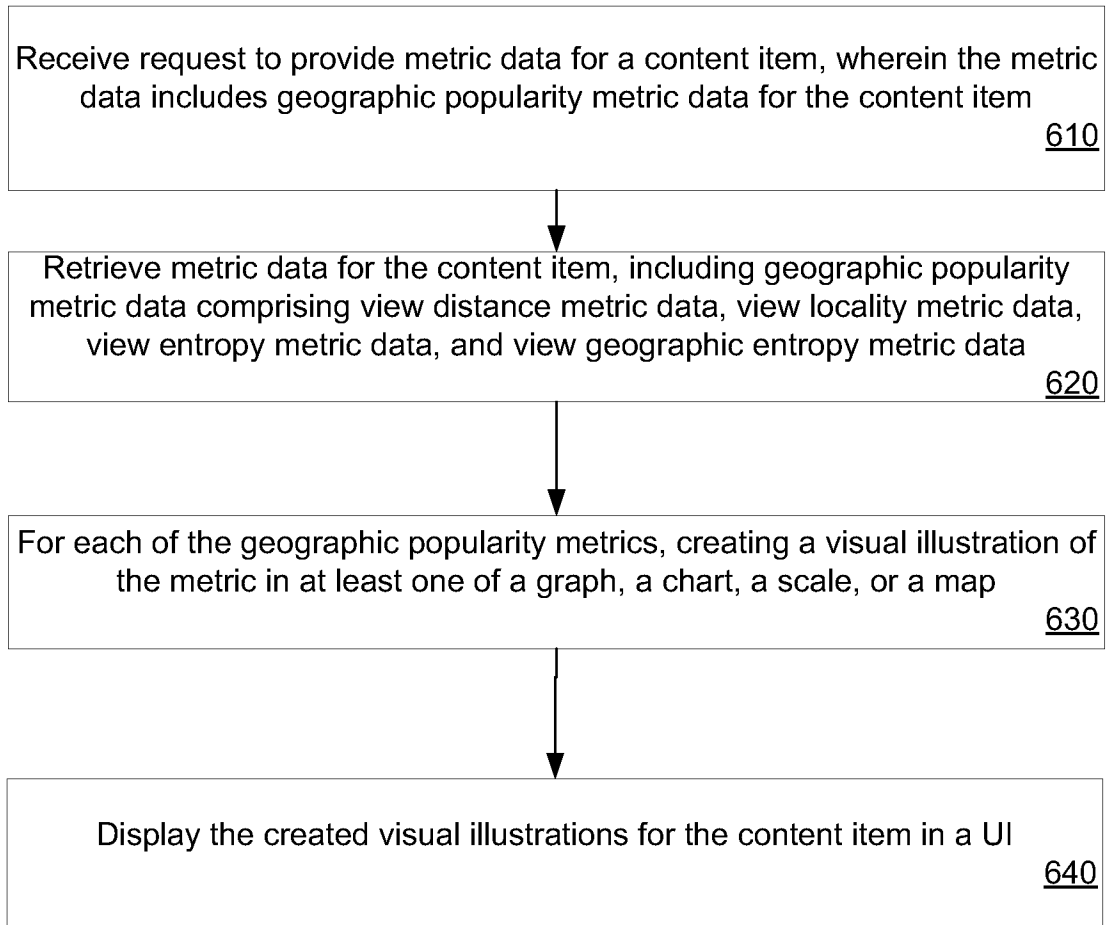 Receive request to provide metric data for a content item, wherein the metric
data includes geographic popularity metric data for the content item
610
Retrieve metric data for the content item, including geographic popularity
metric data comprising view distance metric data, view locality metric data,
view entropy metric data, and view geographic entropy metric data
620
For each of the geographic popularity metrics, creating a visual illustration of
the metric in at least one of a graph, a chart, a scale, or a map
630
Display the created visual illustrations for the content item in a UI
640